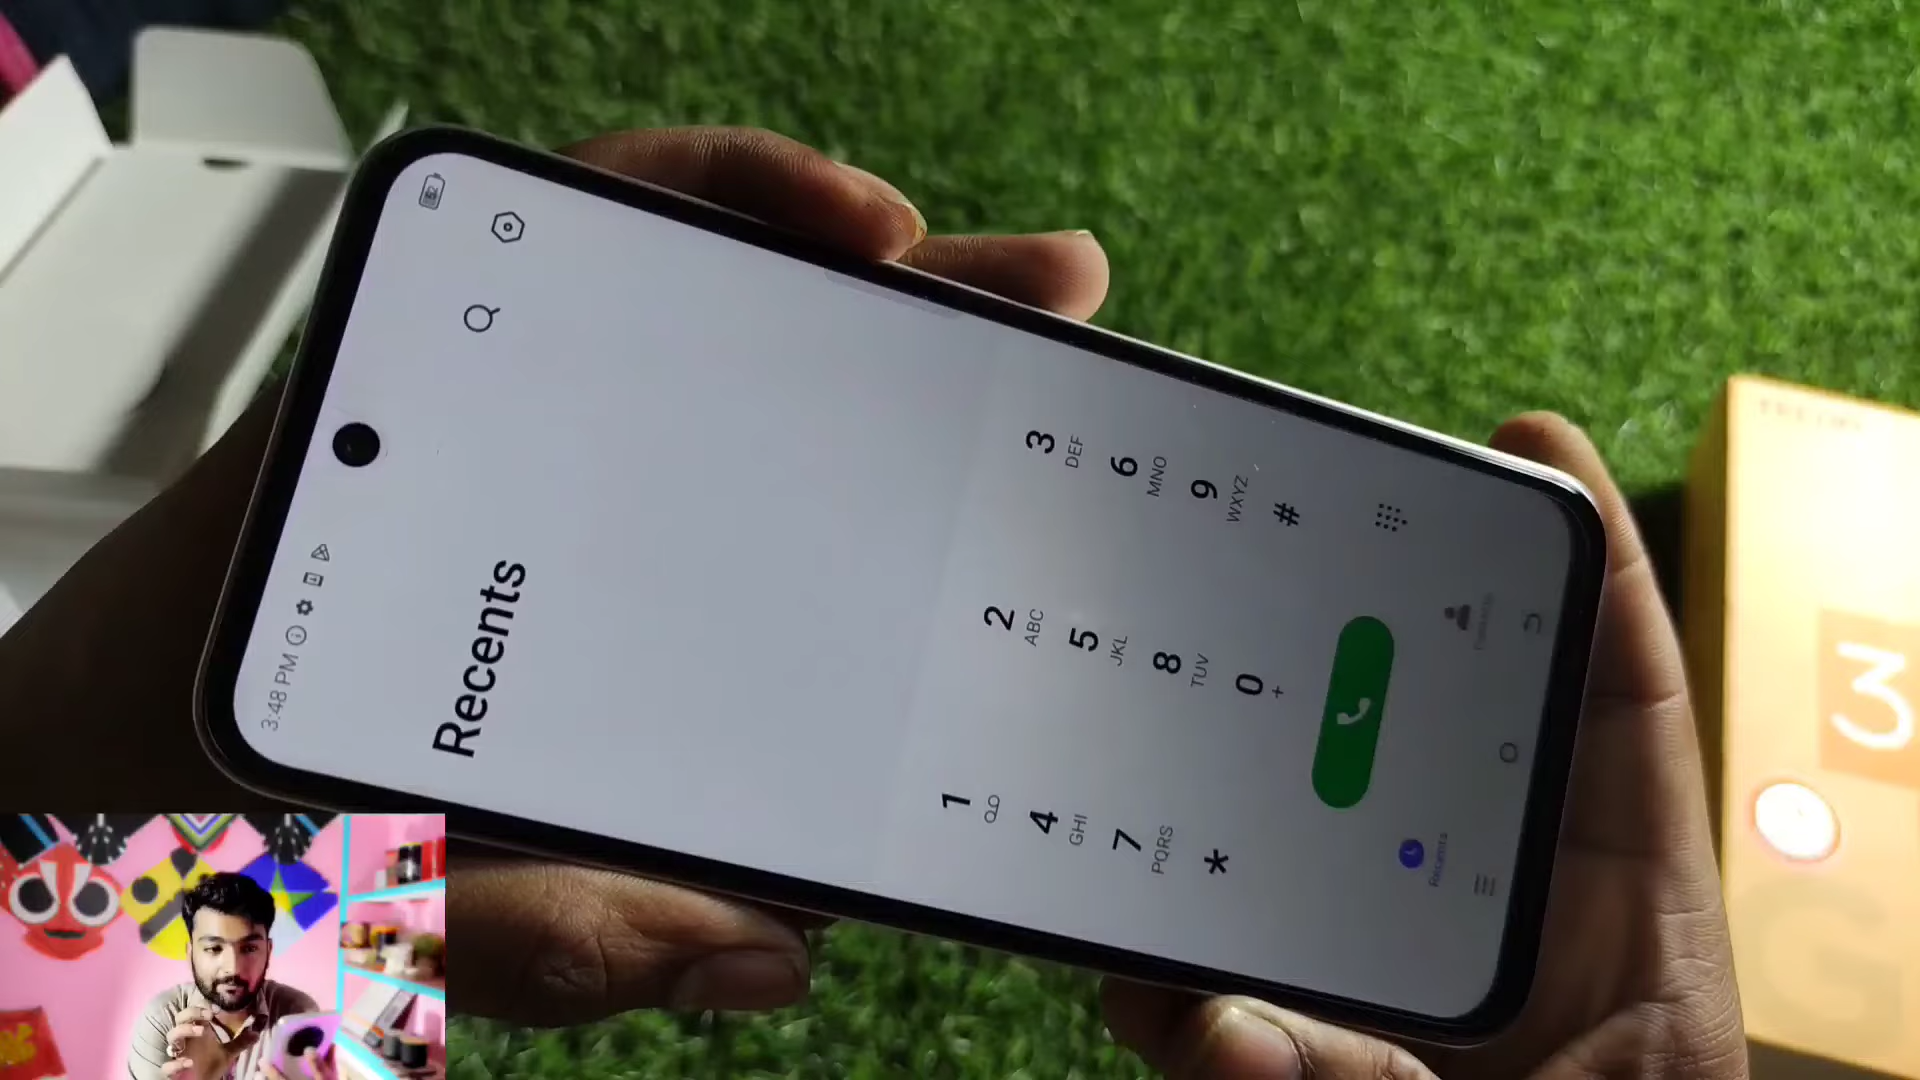 3:48 PM
Recents
1
2 ABC
3 DEF
4 GHI
5 JKL
6 MNO
7 PQRS
8 TUV
9 WXYZ
*
0 +
#
Recents
3
G